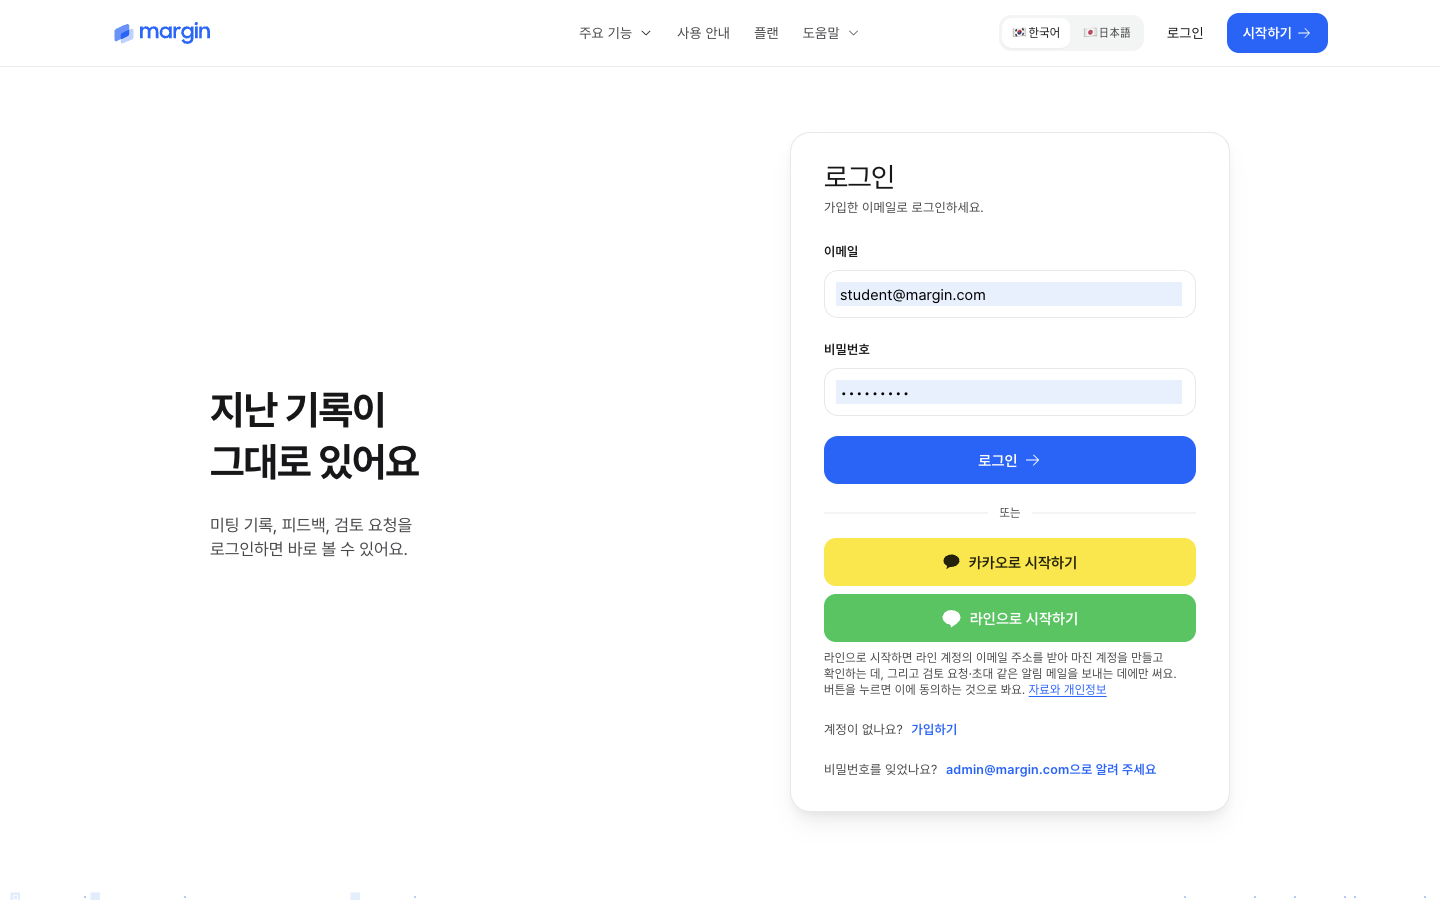 margin
주요 기능
사용 안내
플랜
도움말
한국어
日本語
로그인
시작하기
지난 기록이
그대로 있어요
미팅 기록, 피드백, 검토 요청을
로그인하면 바로 볼 수 있어요.
로그인
가입한 이메일로 로그인하세요.
이메일
student@margin.com
비밀번호
•••••••••
로그인
또는
카카오로 시작하기
라인으로 시작하기
라인으로 시작하면 라인 계정의 이메일 주소를 받아 마진 계정을 만들고
확인하는 데, 그리고 검토 요청·초대 같은 알림 메일을 보내는 데에만 써요.
버튼을 누르면 이에 동의하는 것으로 봐요. 자료와 개인정보
계정이 없나요? 가입하기
비밀번호를 잊었나요? admin@margin.com으로 알려 주세요